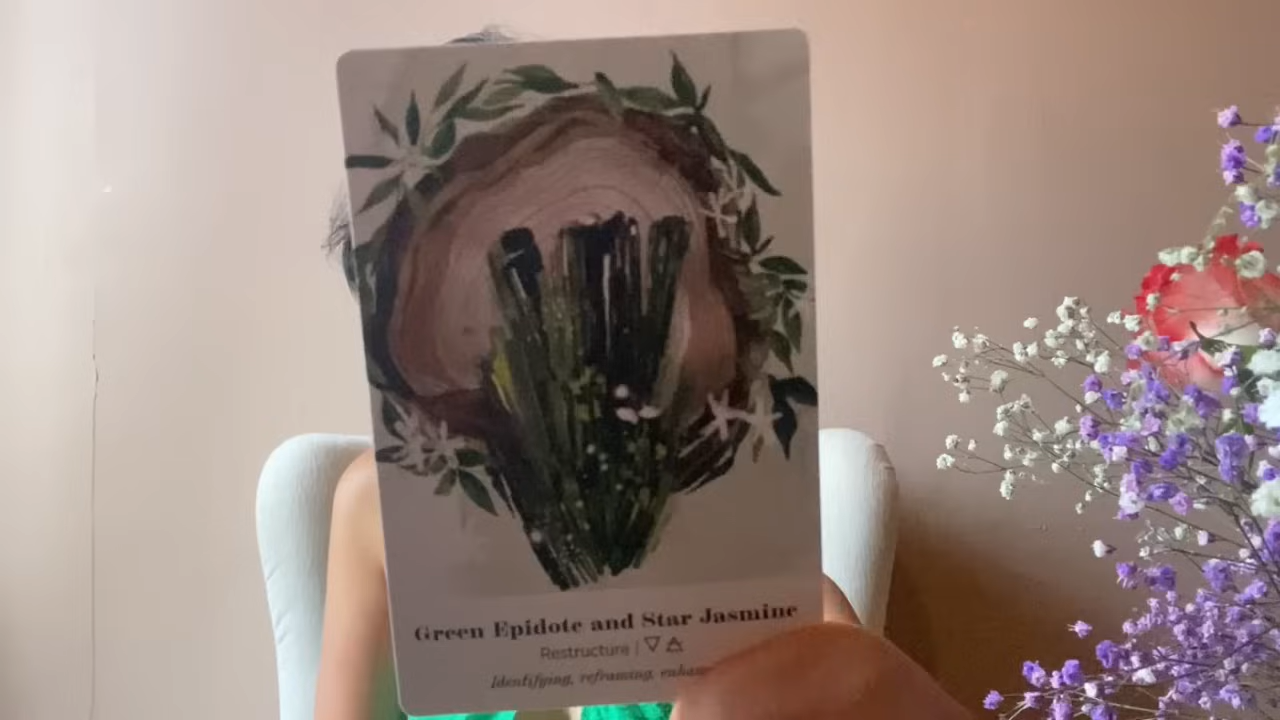 Green Epidote and Star Jasmine
Restructure | ▽ 🜁
Identifying, reframing,